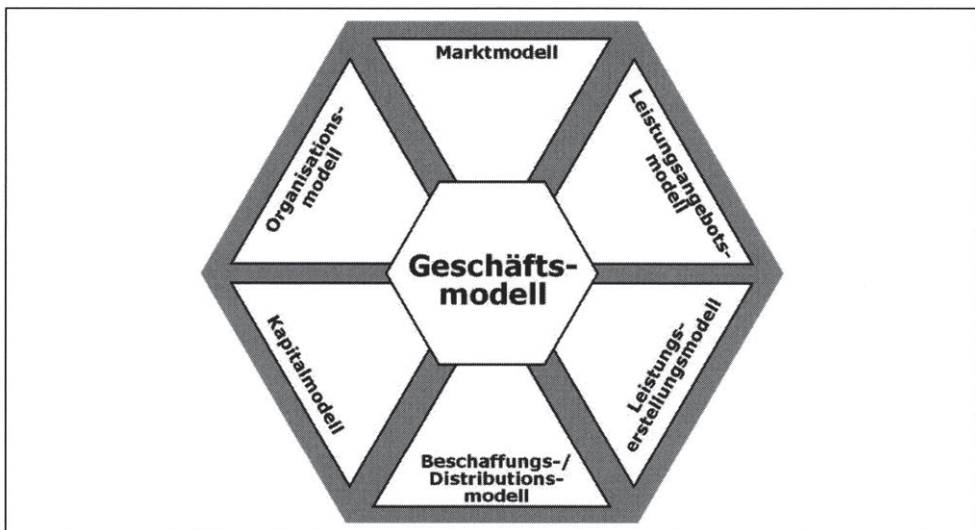 Marktmodell
Leistungsangebots-
modell
Leistungs-
erstellungsmodell
Beschaffungs-/
Distributions-
modell
Kapitalmodell
Organisations-
modell
Geschäfts-
modell